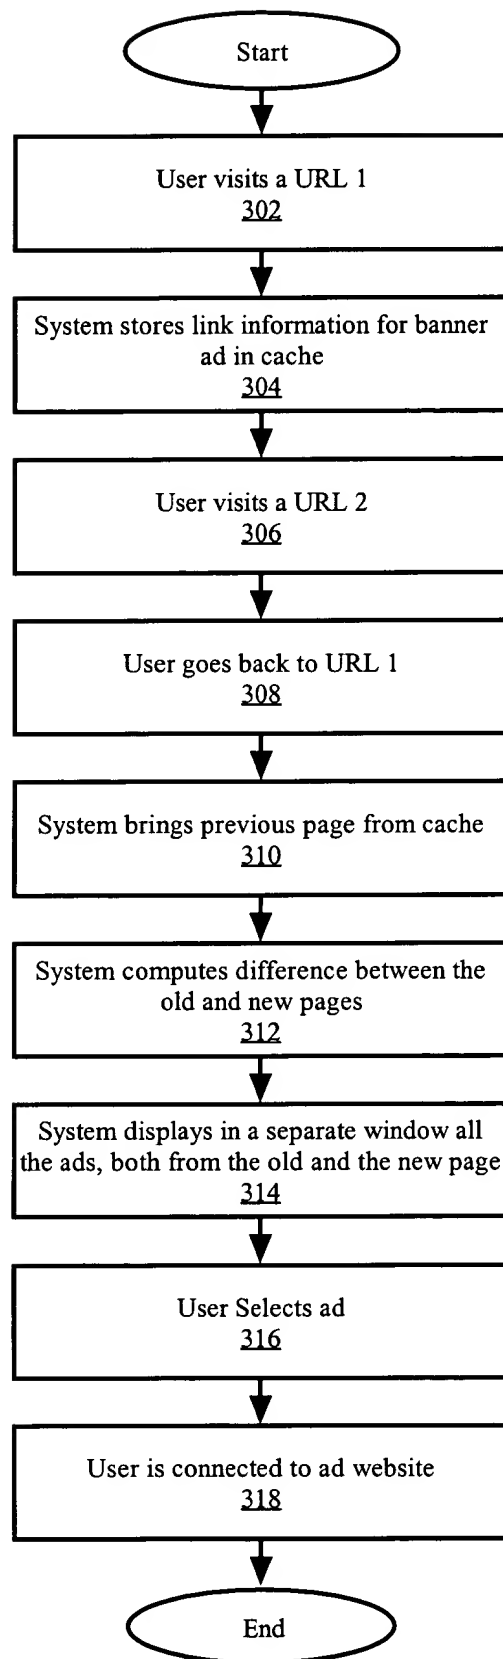 Start
User visits a URL 1
302
System stores link information for banner
ad in cache
304
User visits a URL 2
306
User goes back to URL 1
308
System brings previous page from cache
310
System computes difference between the
old and new pages
312
System displays in a separate window all
the ads, both from the old and the new page
314
User Selects ad
316
User is connected to ad website
318
End